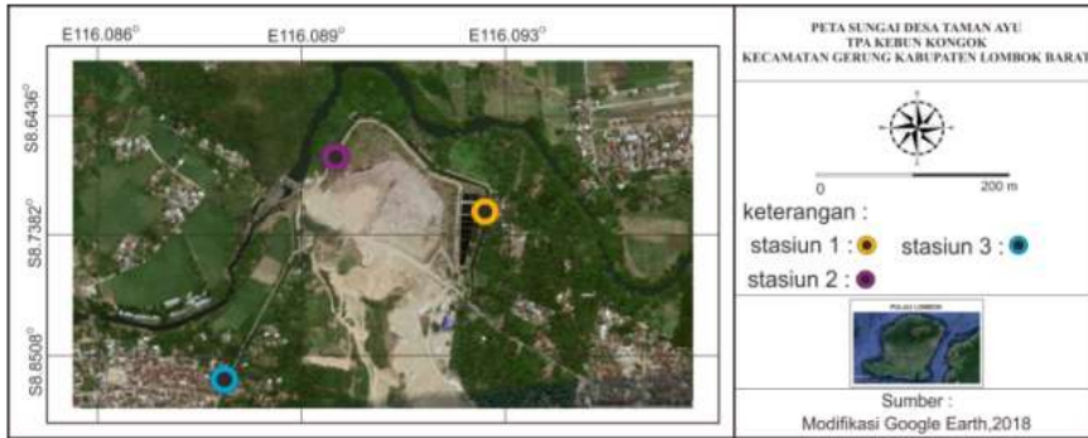 E116.086° E116.089° E116.093°
S8.6436°
S8.7382°
S8.8508°
PETA SUNGAI DESA TAMAN AYU
TPA KEBUN KONGOK
KECAMATAN GERUNG KABUPATEN LOMBOK BARAT
0 200 m
keterangan :
stasiun 1 : stasiun 3 :
stasiun 2 :
PULAU LOMBOK
Sumber :
Modifikasi Google Earth,2018